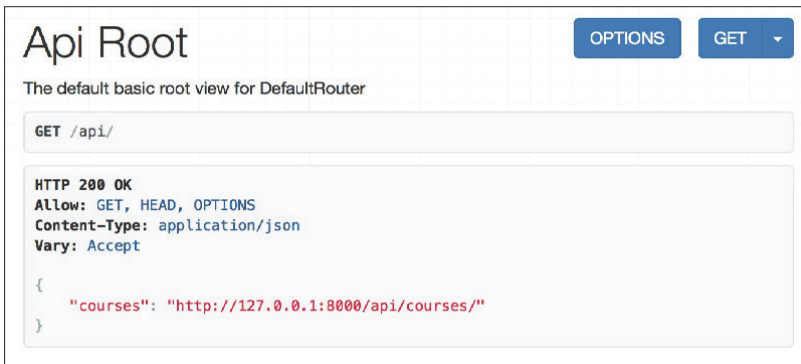 Api Root
OPTIONS
GET
The default basic root view for DefaultRouter
GET /api/
HTTP 200 OK
Allow: GET, HEAD, OPTIONS
Content-Type: application/json
Vary: Accept
{
"courses": "http://127.0.0.1:8000/api/courses/"
}